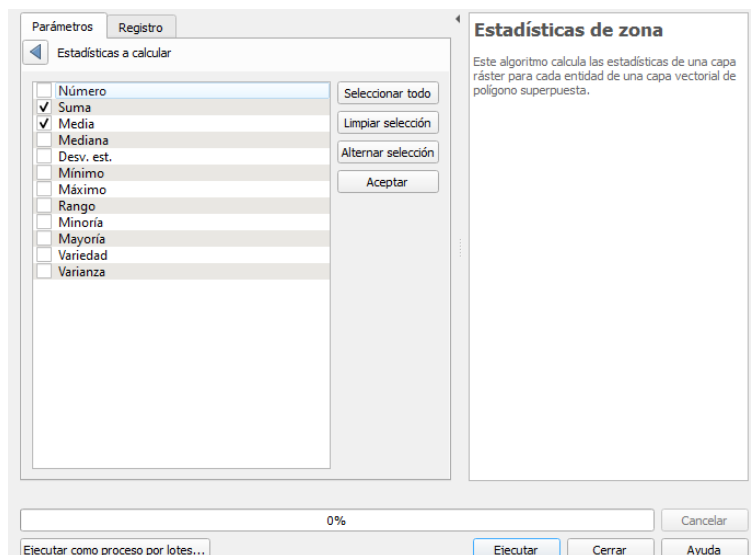 Parámetros
Registro
Estadísticas a calcular
Número
Suma
Media
Mediana
Desv. est.
Mínimo
Máximo
Rango
Minoría
Mayoría
Variedad
Varianza
Seleccionar todo
Limpiar selección
Alternar selección
Aceptar
Estadísticas de zona
Este algoritmo calcula las estadísticas de una capa
ráster para cada entidad de una capa vectorial de
polígono superpuesta.
0%
Cancelar
Ejecutar como proceso por lotes...
Ejecutar
Cerrar
Ayuda